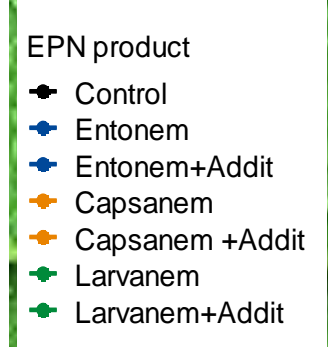 EPN product
Control
Entonem
Entonem+Addit
Capsanem
Capsanem +Addit
Larvanem
Larvanem+Addit